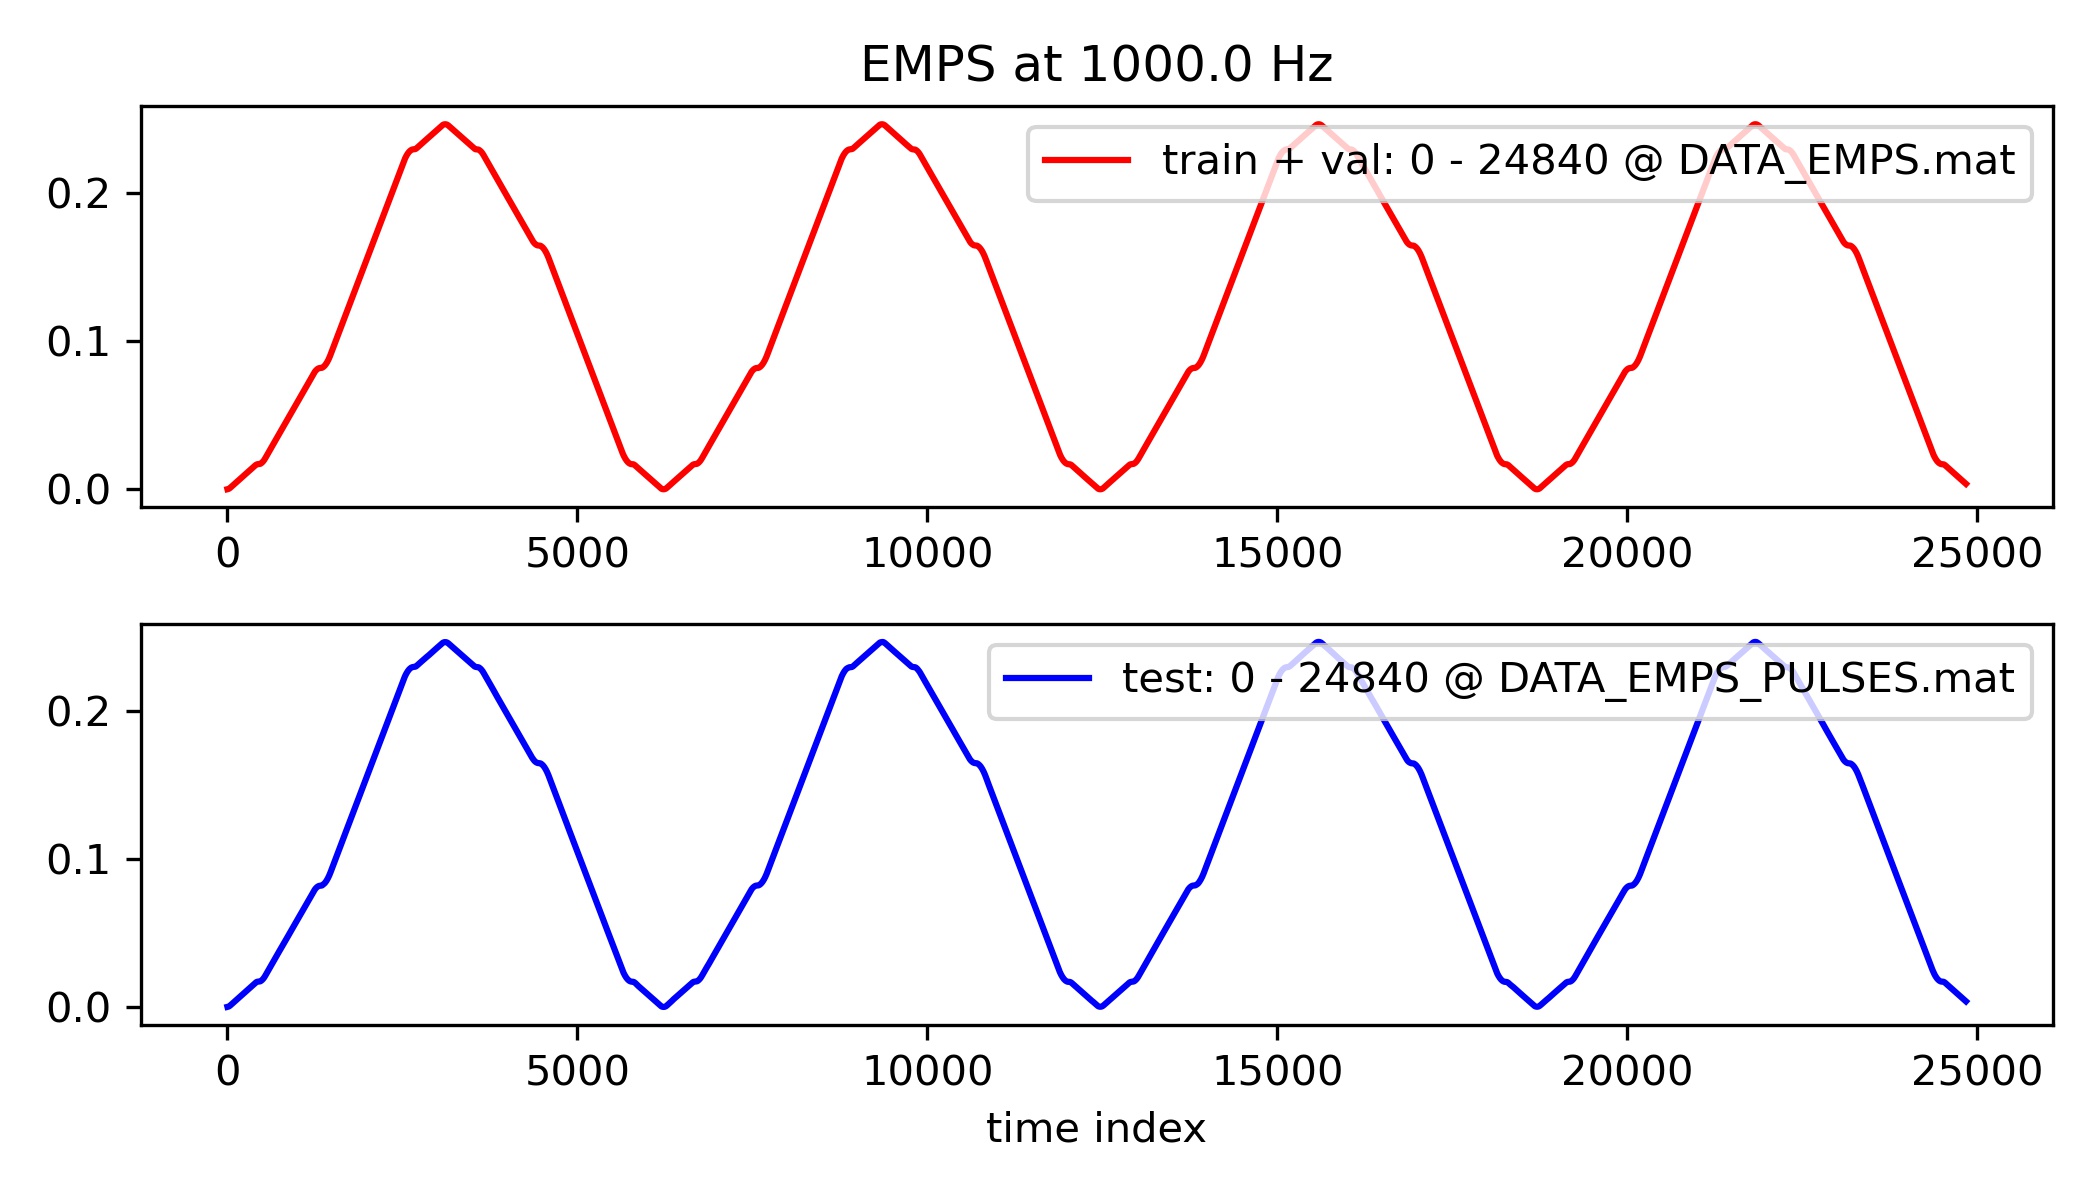 EMPS at 1000.0 Hz
train + val: 0 - 24840 @ DATA_EMPS.mat
0.2
0.1
0.0
0 5000 10000 15000 20000 25000
test: 0 - 24840 @ DATA_EMPS_PULSES.mat
0.2
0.1
0.0
0 5000 10000 15000 20000 25000
time index